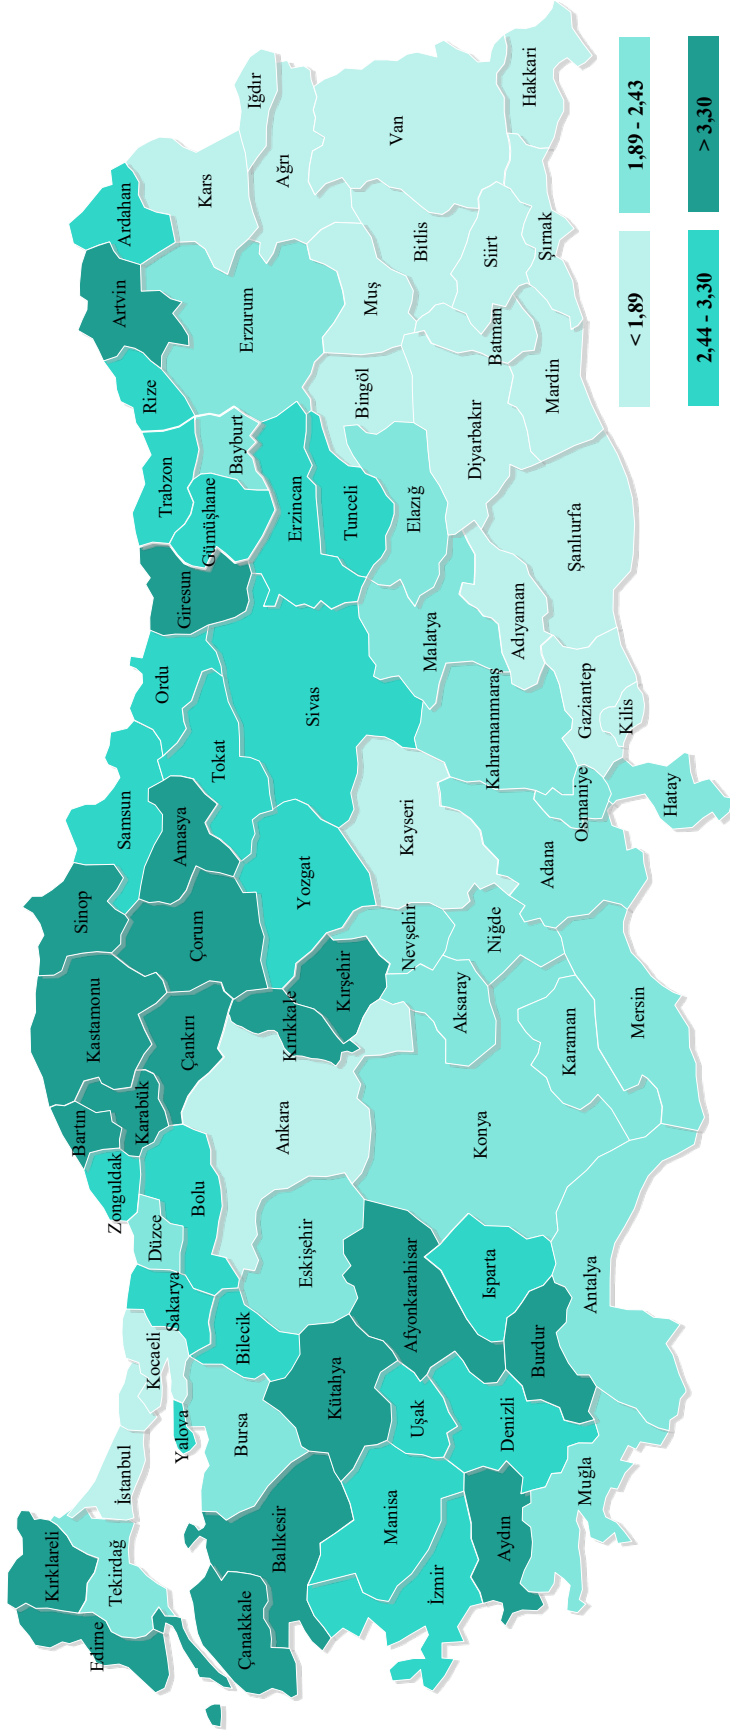 Edirne
Kırklareli
Tekirdağ
İstanbul
Kocaeli
Yalova
Sakarya
Düzce
Zonguldak
Bartın
Karabük
Kastamonu
Sinop
Çankırı
Çorum
Samsun
Amasya
Ordu
Tokat
Giresun
Trabzon
Gümüşhane
Rize
Bayburt
Artvin
Ardahan
Kars
Iğdır
Ağrı
Erzurum
Çanakkale
Balıkesir
Bursa
Bilecik
Bolu
Eskişehir
Ankara
Kırıkkale
Kırşehir
Yozgat
Sivas
Erzincan
Tunceli
Bingöl
Muş
Bitlis
Van
Hakkari
Kütahya
Manisa
İzmir
Uşak
Afyonkarahisar
Aydın
Denizli
Isparta
Burdur
Muğla
Antalya
Konya
Aksaray
Nevşehir
Niğde
Kayseri
Malatya
Elazığ
Diyarbakır
Batman
Siirt
Şırnak
Mardin
Karaman
Mersin
Adana
Osmaniye
Kahramanmaraş
Adıyaman
Gaziantep
Kilis
Hatay
Şanlıurfa
< 1,89
1,89 - 2,43
2,44 - 3,30
> 3,30